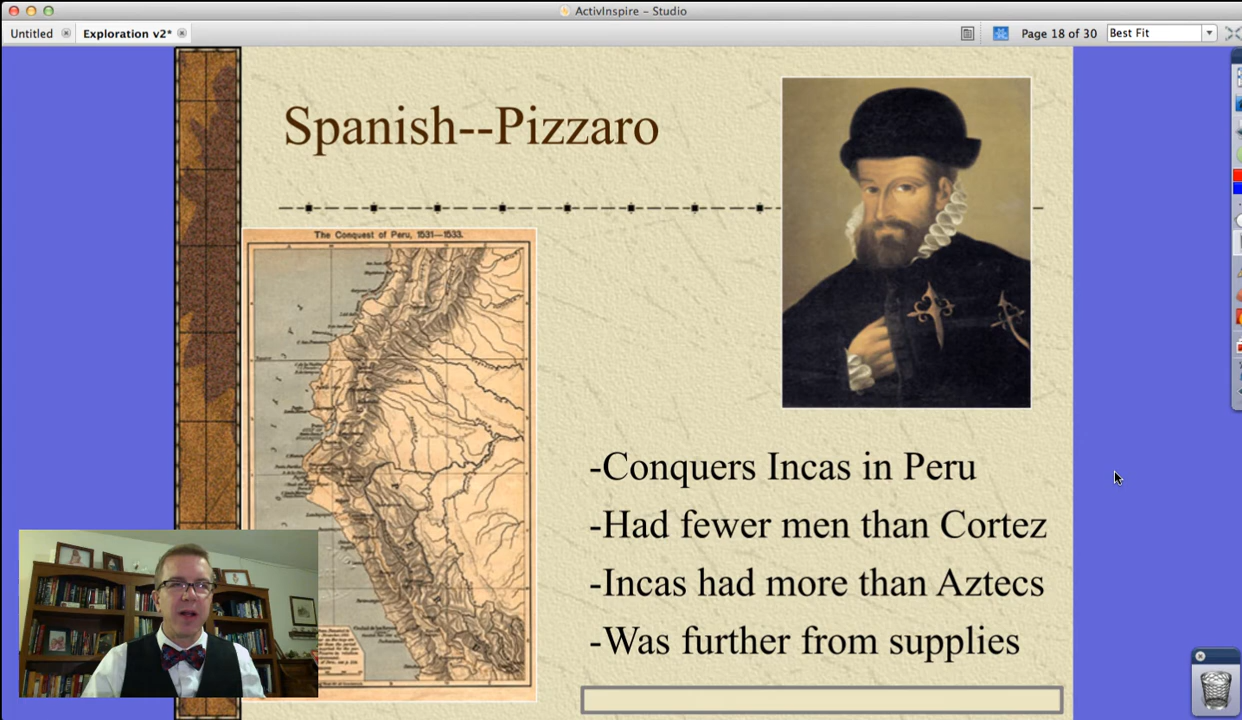 ActivInspire – Studio
Untitled
Exploration v2*
Page 18 of 30
Best Fit
Spanish--Pizzaro
The Conquest of Peru, 1531—1533.
-Conquers Incas in Peru
-Had fewer men than Cortez
-Incas had more than Aztecs
-Was further from supplies